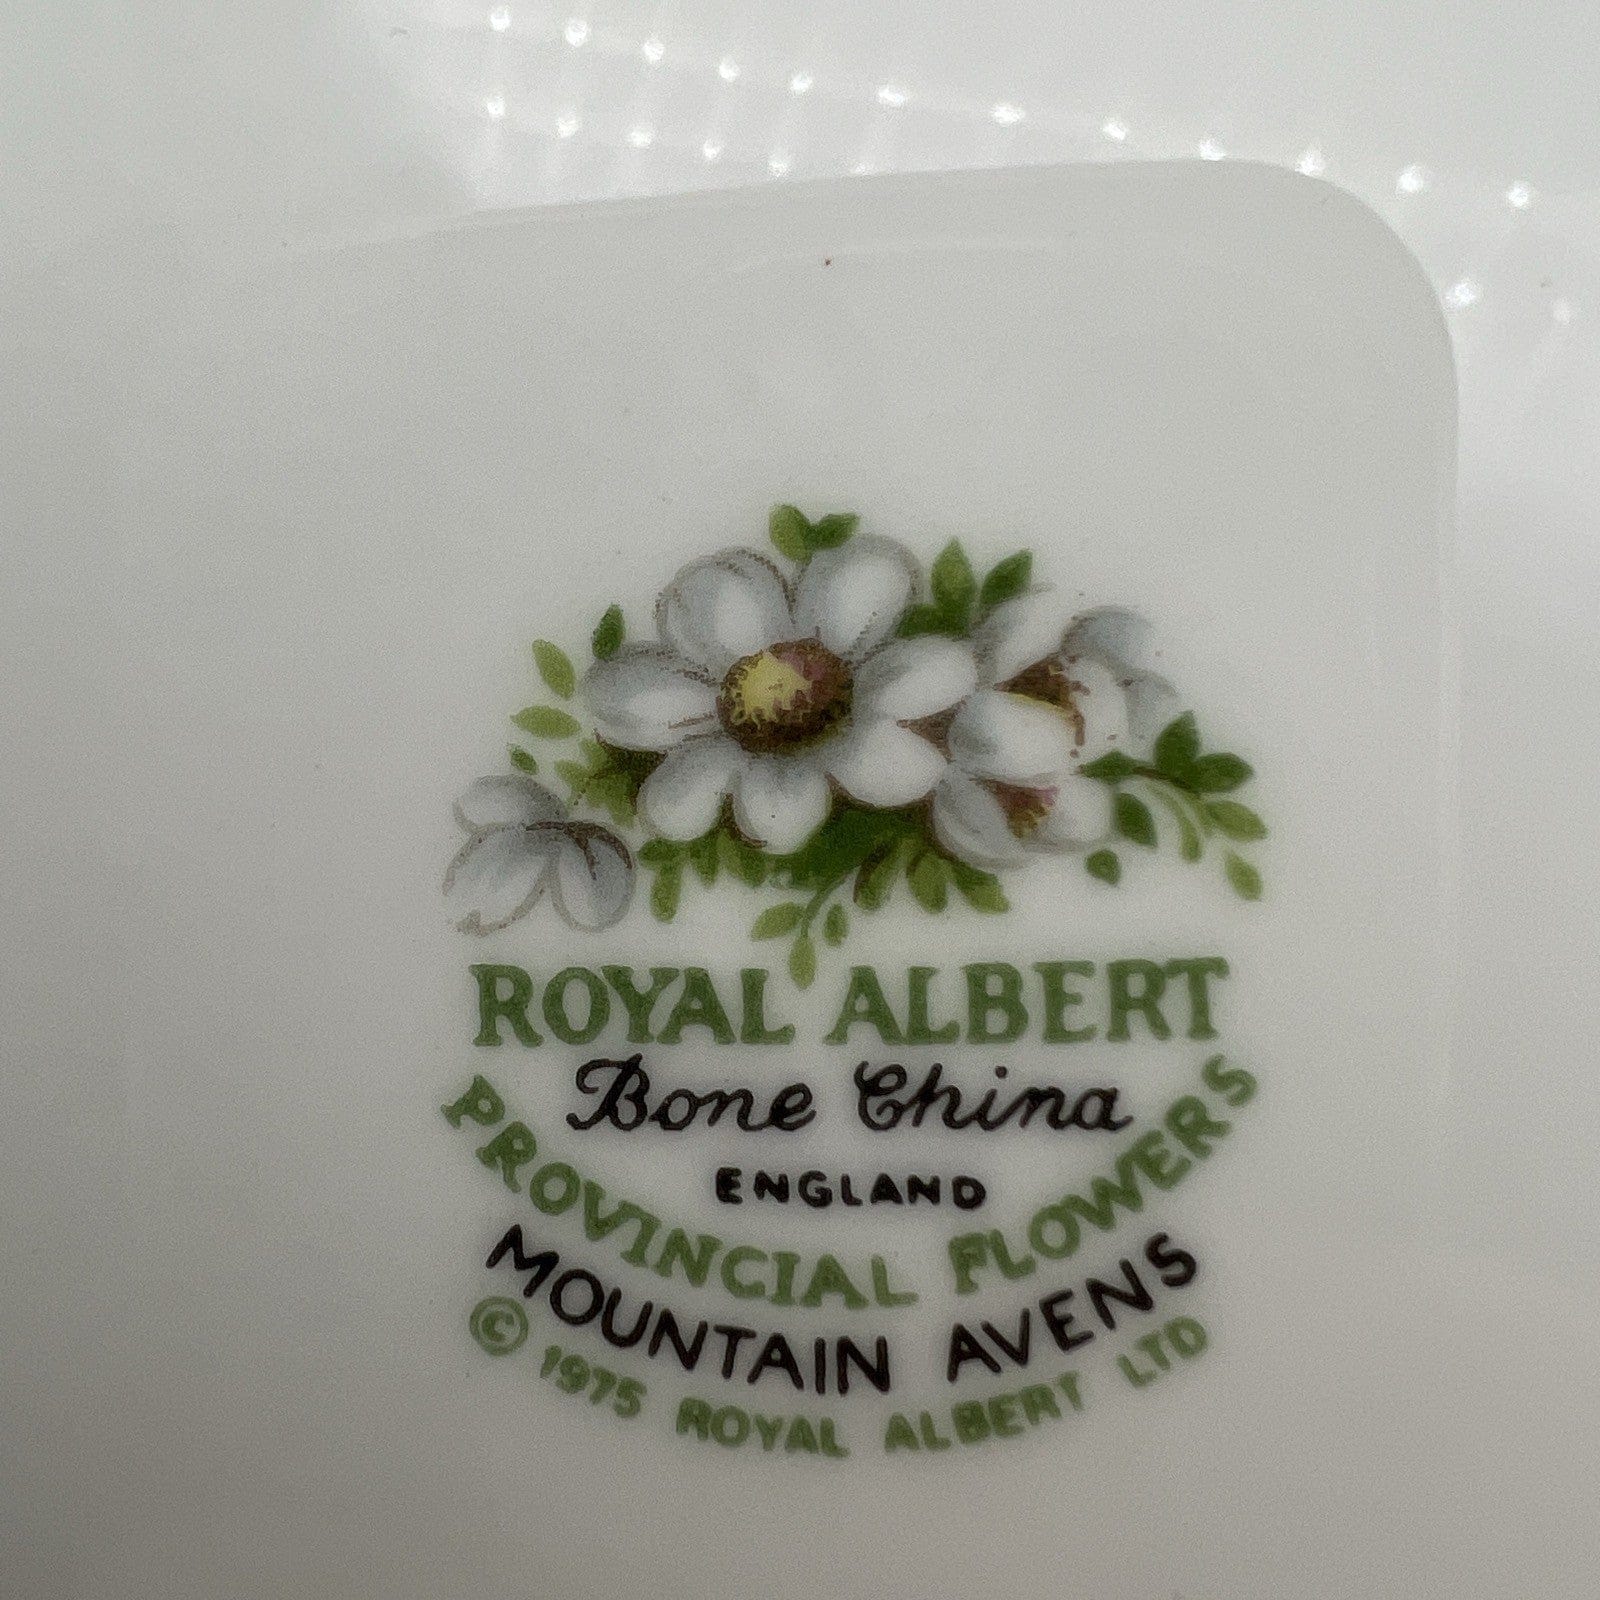 ROYAL ALBERT
Bone China
ENGLAND
PROVINCIAL FLOWERS
MOUNTAIN AVENS
© 1975 ROYAL ALBERT LTD